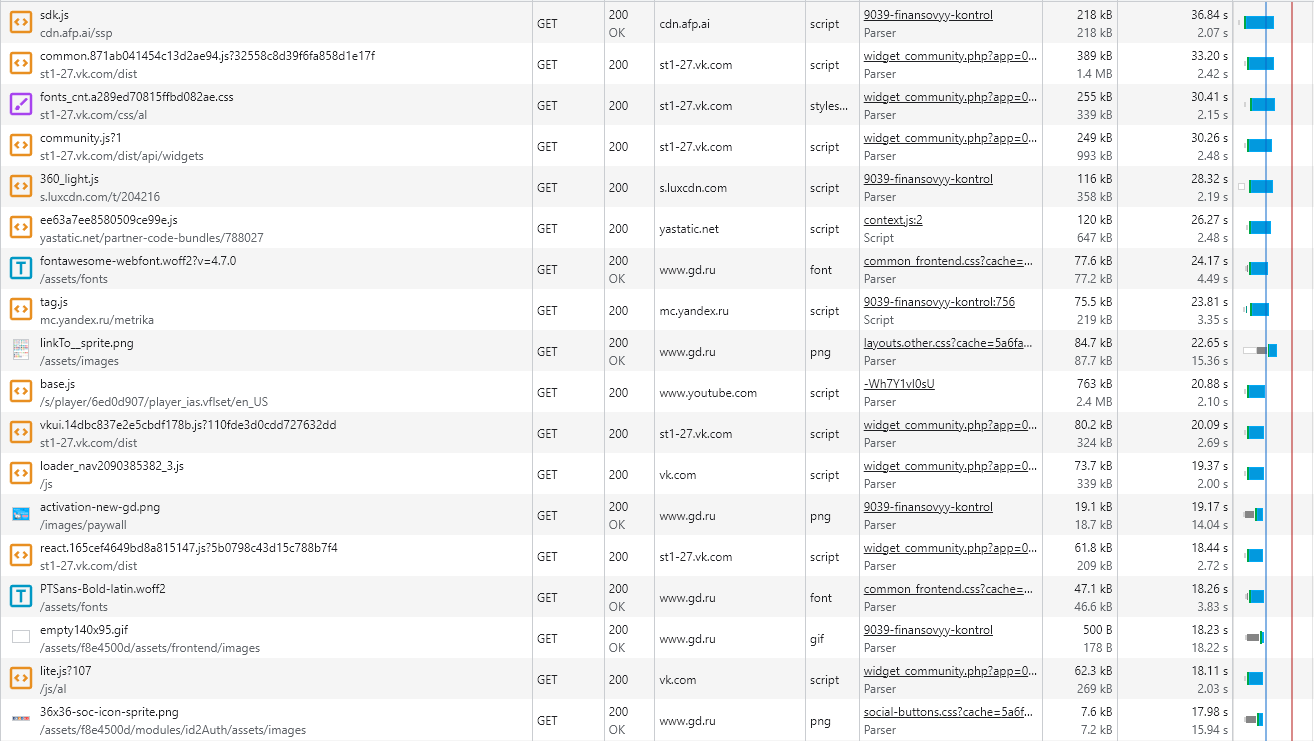 sdk.js GET 200 cdn.afp.ai script 9039-finansovyy-kontrol 218 kB 36.84 s
cdn.afp.ai/ssp OK Parser 218 kB 2.07 s
common.871ab041454c13d2ae94.js?32558c8d39f6fa858d1e17f GET 200 st1-27.vk.com script widget_community.php?app=0... 389 kB 33.20 s
st1-27.vk.com/dist Parser 1.4 MB 2.42 s
fonts_cnt.a289ed70815ffbd082ae.css GET 200 st1-27.vk.com styles... widget_community.php?app=0... 255 kB 30.41 s
st1-27.vk.com/css/al Parser 339 kB 2.15 s
community.js?1 GET 200 st1-27.vk.com script widget_community.php?app=0... 249 kB 30.26 s
st1-27.vk.com/dist/api/widgets Parser 993 kB 2.48 s
360_light.js GET 200 s.luxcdn.com script 9039-finansovyy-kontrol 116 kB 28.32 s
s.luxcdn.com/t/204216 Parser 358 kB 2.19 s
ee63a7ee8580509ce99e.js GET 200 yastatic.net script context.js:2 120 kB 26.27 s
yastatic.net/partner-code-bundles/788027 Script 647 kB 2.48 s
fontawesome-webfont.woff2?v=4.7.0 GET 200 www.gd.ru font common_frontend.css?cache=... 77.6 kB 24.17 s
/assets/fonts OK Parser 77.2 kB 4.49 s
tag.js GET 200 mc.yandex.ru script 9039-finansovyy-kontrol:756 75.5 kB 23.81 s
mc.yandex.ru/metrika Script 219 kB 3.35 s
linkTo__sprite.png GET 200 www.gd.ru png layouts.other.css?cache=5a6fa... 84.7 kB 22.65 s
/assets/images OK Parser 87.7 kB 15.36 s
base.js GET 200 www.youtube.com script -Wh7Y1vI0sU 763 kB 20.88 s
/s/player/6ed0d907/player_ias.vflset/en_US Parser 2.4 MB 2.10 s
vkui.14dbc837e2e5cbdf178b.js?110fde3d0cdd727632dd GET 200 st1-27.vk.com script widget_community.php?app=0... 80.2 kB 20.09 s
st1-27.vk.com/dist Parser 324 kB 2.69 s
loader_nav2090385382_3.js GET 200 vk.com script widget_community.php?app=0... 73.7 kB 19.37 s
/js Parser 339 kB 2.00 s
activation-new-gd.png GET 200 www.gd.ru png 9039-finansovyy-kontrol 19.1 kB 19.17 s
/images/paywall OK Parser 18.7 kB 14.04 s
react.165cef4649bd8a815147.js?5b0798c43d15c788b7f4 GET 200 st1-27.vk.com script widget_community.php?app=0... 61.8 kB 18.44 s
st1-27.vk.com/dist Parser 209 kB 2.72 s
PTSans-Bold-latin.woff2 GET 200 www.gd.ru font common_frontend.css?cache=... 47.1 kB 18.26 s
/assets/fonts OK Parser 46.6 kB 3.83 s
empty140x95.gif GET 200 www.gd.ru gif 9039-finansovyy-kontrol 500 B 18.23 s
/assets/f8e4500d/assets/frontend/images OK Parser 178 B 18.22 s
lite.js?107 GET 200 vk.com script widget_community.php?app=0... 62.3 kB 18.11 s
/js/al Parser 269 kB 2.03 s
36x36-soc-icon-sprite.png GET 200 www.gd.ru png social-buttons.css?cache=5a6f... 7.6 kB 17.98 s
/assets/f8e4500d/modules/id2Auth/assets/images OK Parser 7.2 kB 15.94 s